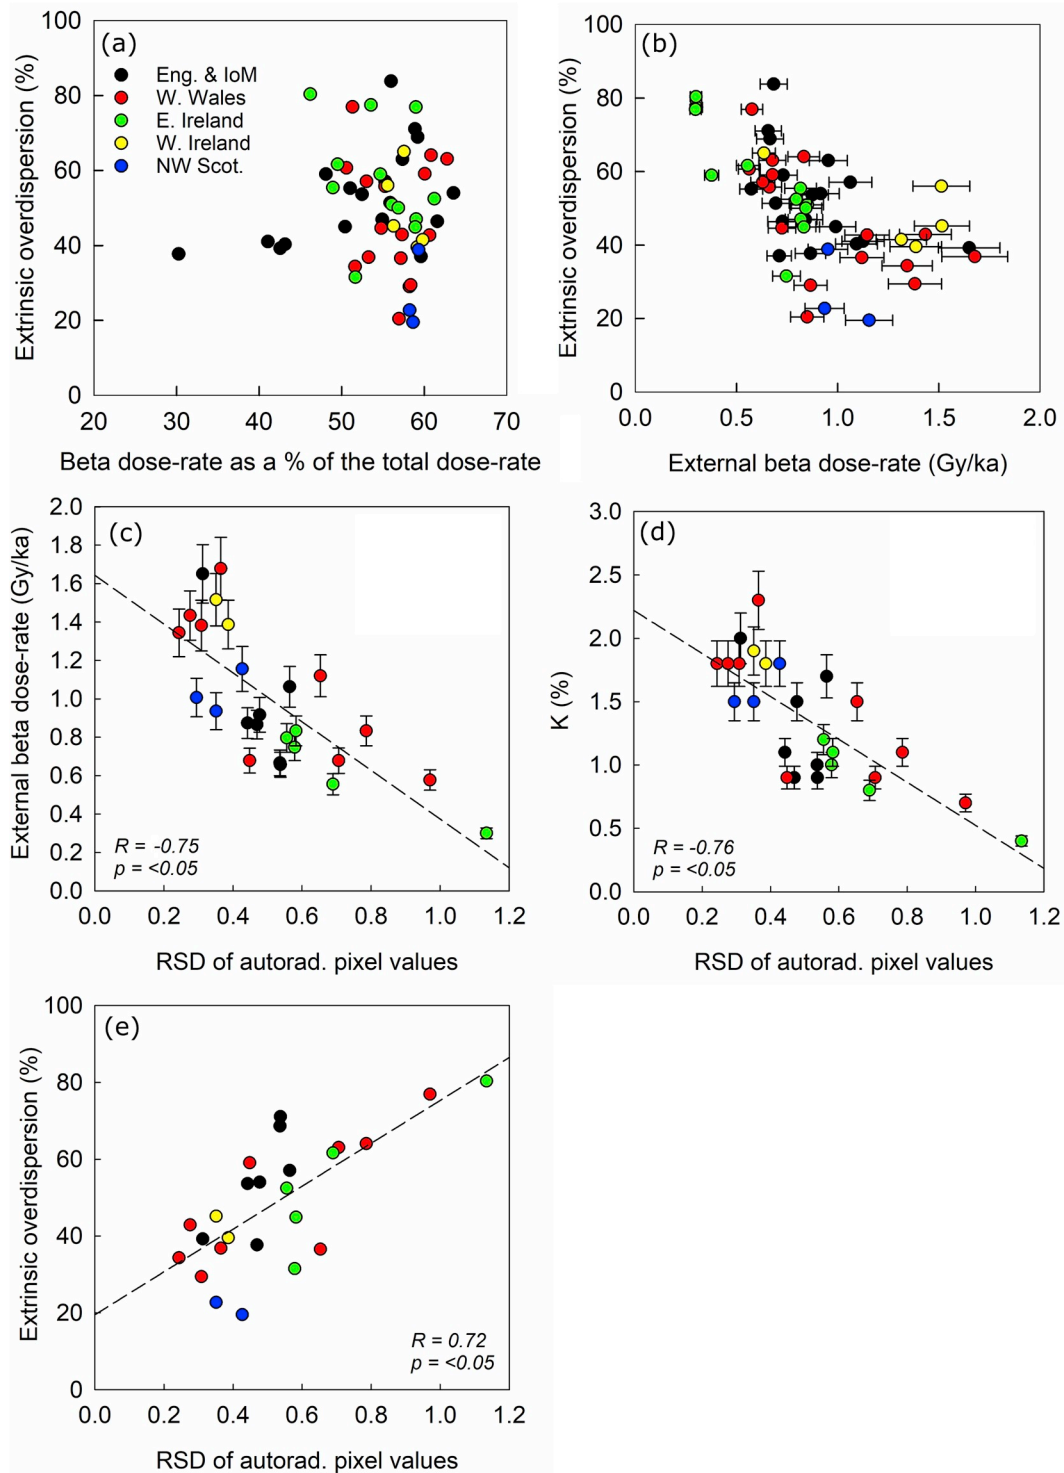 (a)
Extrinsic overdispersion (%)
100
80
60
40
20
0
Eng. & IoM
W. Wales
E. Ireland
W. Ireland
NW Scot.
20 30 40 50 60 70
Beta dose-rate as a % of the total dose-rate
(b)
Extrinsic overdispersion (%)
100
80
60
40
20
0
0.0 0.5 1.0 1.5 2.0
External beta dose-rate (Gy/ka)
(c)
External beta dose-rate (Gy/ka)
2.0
1.8
1.6
1.4
1.2
1.0
0.8
0.6
0.4
0.2
0.0
R = -0.75
p = <0.05
0.0 0.2 0.4 0.6 0.8 1.0 1.2
RSD of autorad. pixel values
(d)
K (%)
3.0
2.5
2.0
1.5
1.0
0.5
0.0
R = -0.76
p = <0.05
0.0 0.2 0.4 0.6 0.8 1.0 1.2
RSD of autorad. pixel values
(e)
Extrinsic overdispersion (%)
100
80
60
40
20
0
R = 0.72
p = <0.05
0.0 0.2 0.4 0.6 0.8 1.0 1.2
RSD of autorad. pixel values